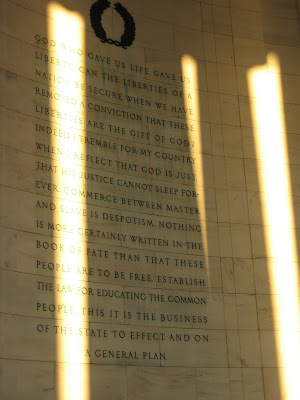 GOD WHO GAVE US LIFE GAVE US
LIBERTY. CAN THE LIBERTIES OF A
NATION BE SECURE WHEN WE HAVE
REMOVED A CONVICTION THAT THESE
LIBERTIES ARE THE GIFT OF GOD?
INDEED I TREMBLE FOR MY COUNTRY
WHEN I REFLECT THAT GOD IS JUST,
THAT HIS JUSTICE CANNOT SLEEP FOR-
EVER. COMMERCE BETWEEN MASTER
AND SLAVE IS DESPOTISM. NOTHING
IS MORE CERTAINLY WRITTEN IN THE
BOOK OF FATE THAN THAT THESE
PEOPLE ARE TO BE FREE. ESTABLISH
THE LAW FOR EDUCATING THE COMMON
PEOPLE. THIS IT IS THE BUSINESS
OF THE STATE TO EFFECT AND ON
A GENERAL PLAN.